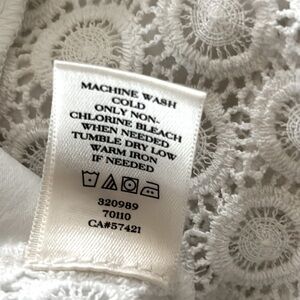 MACHINE WASH
COLD
ONLY NON-
CHLORINE BLEACH
WHEN NEEDED
TUMBLE DRY LOW
WARM IRON
IF NEEDED
320989
70110
CA#57421